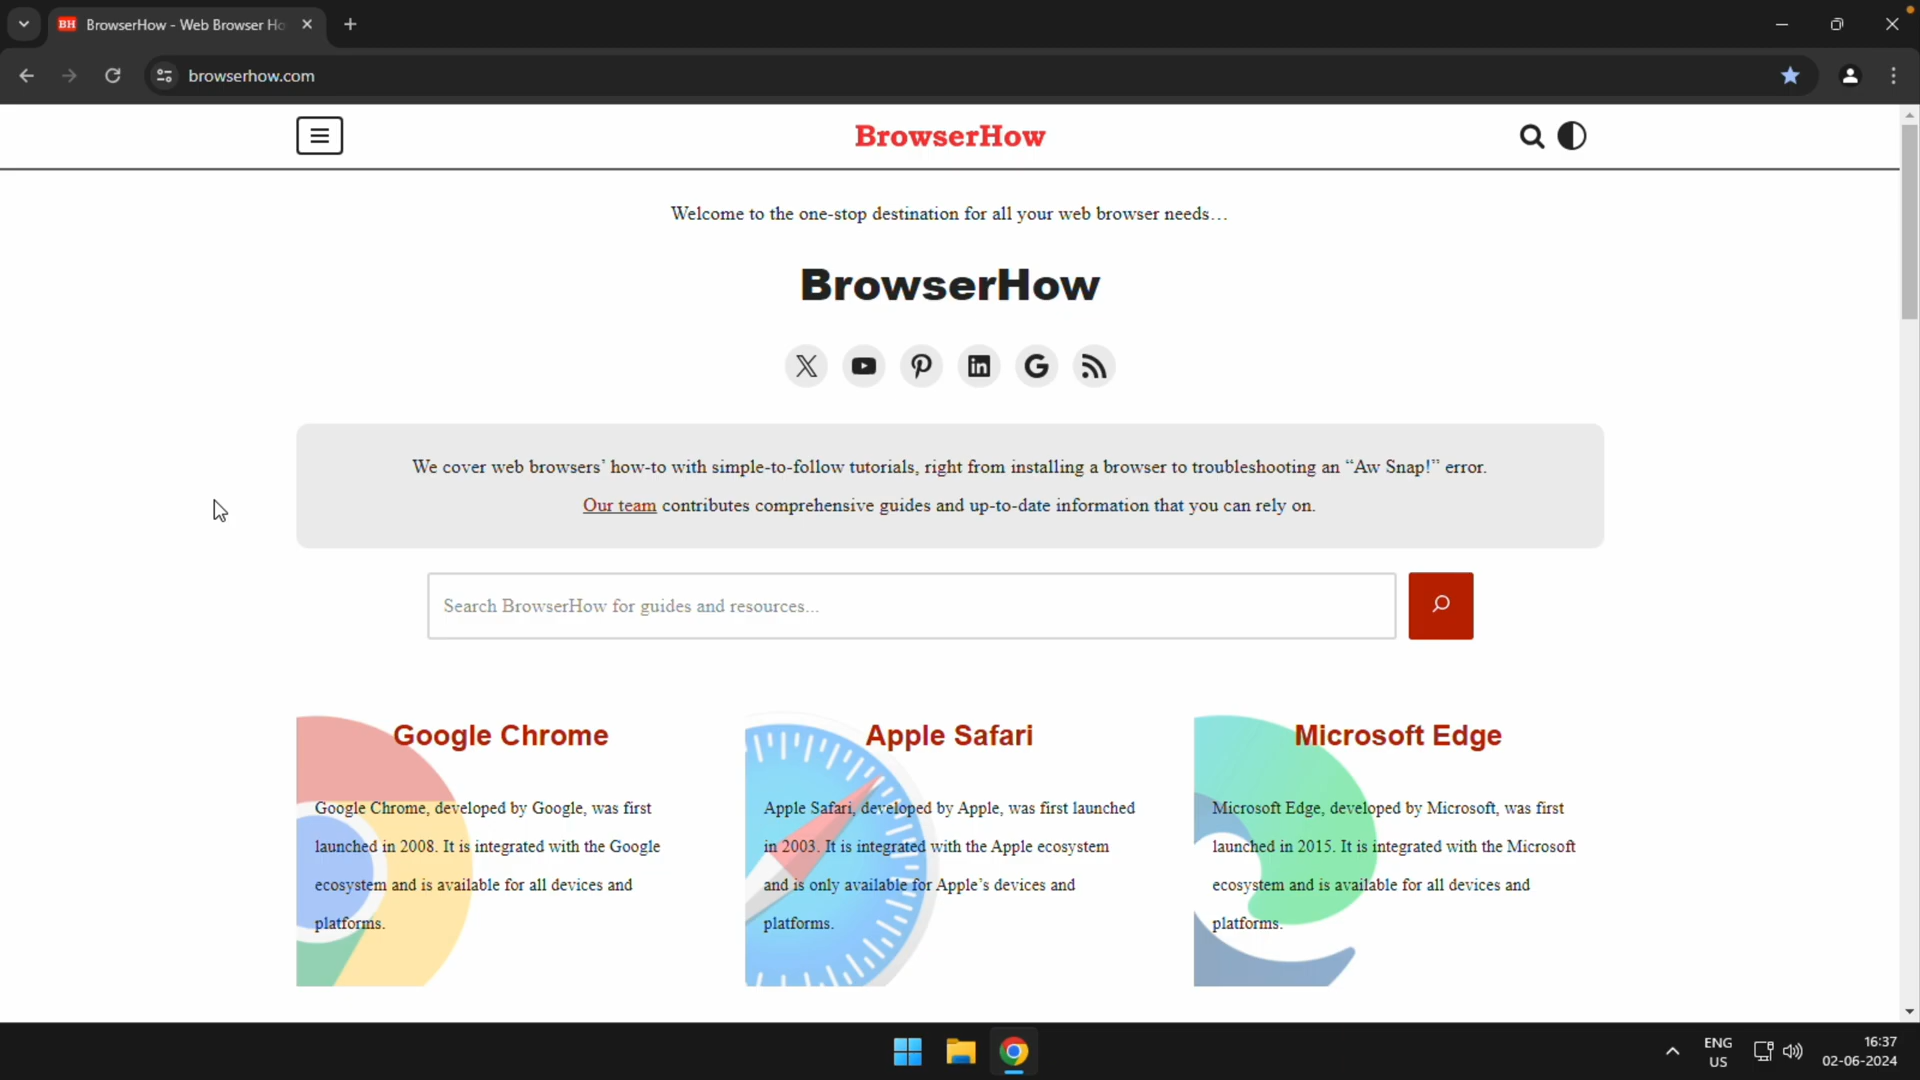 BH BrowserHow - Web Browser Ho
browserhow.com
BrowserHow
Welcome to the one-stop destination for all your web browser needs…
BrowserHow
We cover web browsers’ how-to with simple-to-follow tutorials, right from installing a browser to troubleshooting an “Aw Snap!” error.
Our team contributes comprehensive guides and up-to-date information that you can rely on.
Search BrowserHow for guides and resources...
Google Chrome
Google Chrome, developed by Google, was first
launched in 2008. It is integrated with the Google
ecosystem and is available for all devices and
platforms.
Apple Safari
Apple Safari, developed by Apple, was first launched
in 2003. It is integrated with the Apple ecosystem
and is only available for Apple’s devices and
platforms.
Microsoft Edge
Microsoft Edge, developed by Microsoft, was first
launched in 2015. It is integrated with the Microsoft
ecosystem and is available for all devices and
platforms.
ENG
US
16:37
02-06-2024